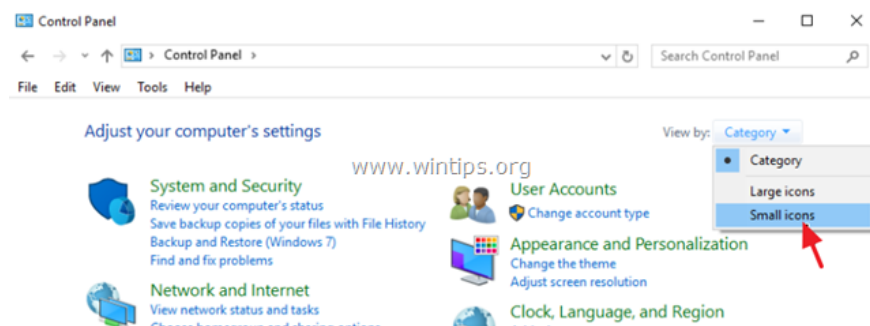 Control Panel
Control Panel
Search Control Panel
File Edit View Tools Help
Adjust your computer's settings
View by: Category
Category
Large icons
Small icons
www.wintips.org
System and Security
Review your computer's status
Save backup copies of your files with File History
Backup and Restore (Windows 7)
Find and fix problems
Network and Internet
View network status and tasks
User Accounts
Change account type
Appearance and Personalization
Change the theme
Adjust screen resolution
Clock, Language, and Region